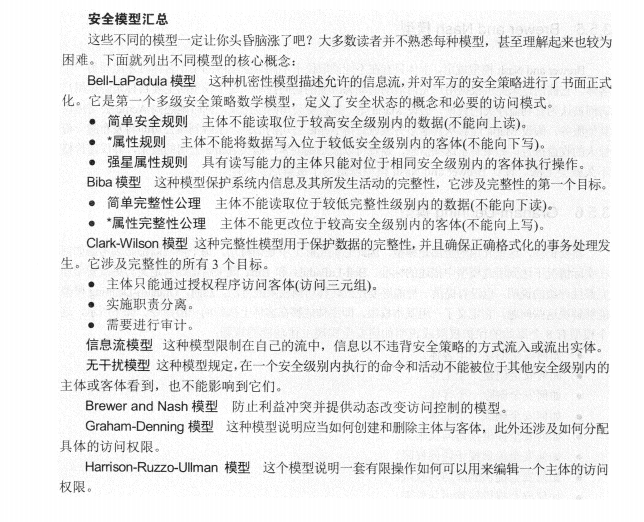 安全模型汇总
这些不同的模型一定让你头昏脑涨了吧？大多数读者并不熟悉每种模型，甚至理解起来也较为
困难。下面就列出不同模型的核心概念：
Bell-LaPadula 模型 这种机密性模型描述允许的信息流，并对军方的安全策略进行了书面正式
化。它是第一个多级安全策略数学模型，定义了安全状态的概念和必要的访问模式。
● 简单安全规则 主体不能读取位于较高安全级别内的数据(不能向上读)。
● *属性规则 主体不能将数据写入位于较低安全级别内的客体(不能向下写)。
● 强星属性规则 具有读写能力的主体只能对位于相同安全级别内的客体执行操作。
Biba 模型 这种模型保护系统内信息及其所发生活动的完整性，它涉及完整性的第一个目标。
● 简单完整性公理 主体不能读取位于较低完整性级别内的数据(不能向下读)。
● *属性完整性公理 主体不能更改位于较高安全级别内的客体(不能向上写)。
Clark-Wilson 模型 这种完整性模型用于保护数据的完整性，并且确保正确格式化的事务处理发
生。它涉及完整性的所有 3 个目标。
● 主体只能通过授权程序访问客体(访问三元组)。
● 实施职责分离。
● 需要进行审计。
信息流模型 这种模型限制在自己的流中，信息以不违背安全策略的方式流入或流出实体。
无干扰模型 这种模型规定，在一个安全级别内执行的命令和活动不能被位于其他安全级别内的
主体或客体看到，也不能影响到它们。
Brewer and Nash 模型 防止利益冲突并提供动态改变访问控制的模型。
Graham-Denning 模型 这种模型说明应当如何创建和删除主体与客体，此外还涉及如何分配
具体的访问权限。
Harrison-Ruzzo-Ullman 模型 这个模型说明一套有限操作如何可以用来编辑一个主体的访问
权限。